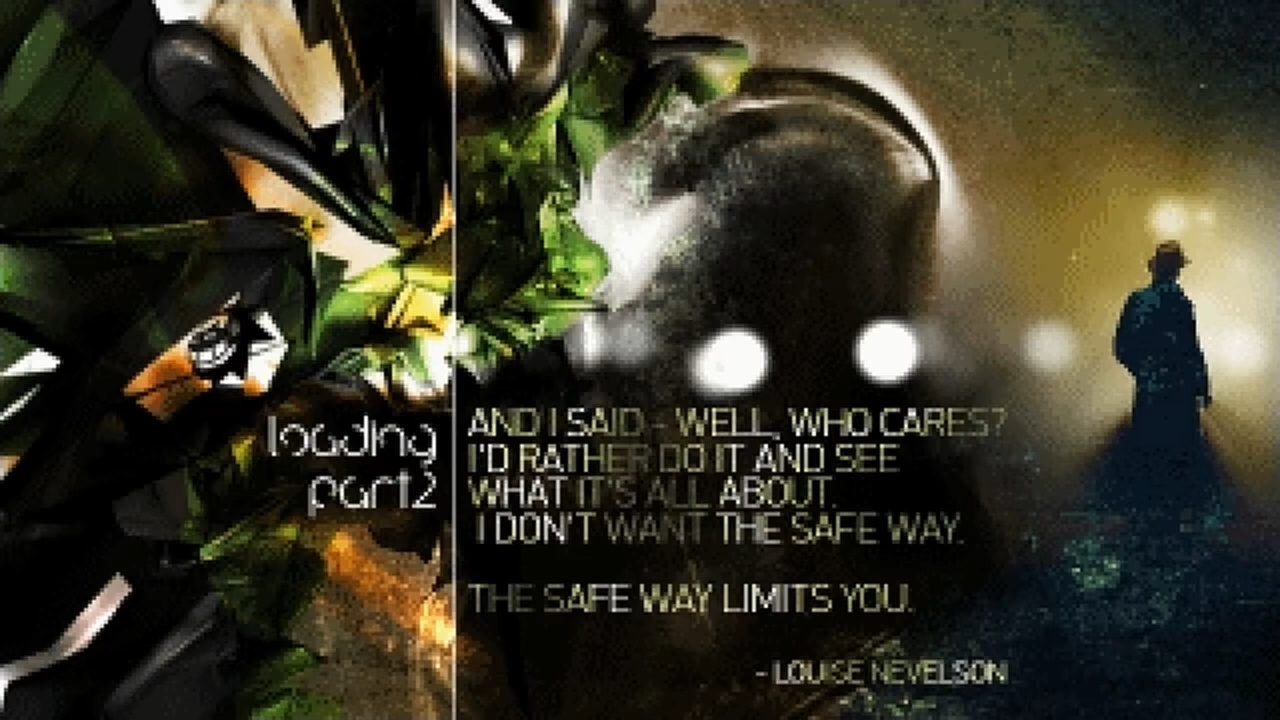 loading
part2
AND I SAID - WELL, WHO CARES?
I'D RATHER DO IT AND SEE
WHAT IT'S ALL ABOUT.
I DON'T WANT THE SAFE WAY.
THE SAFE WAY LIMITS YOU.
- LOUISE NEVELSON